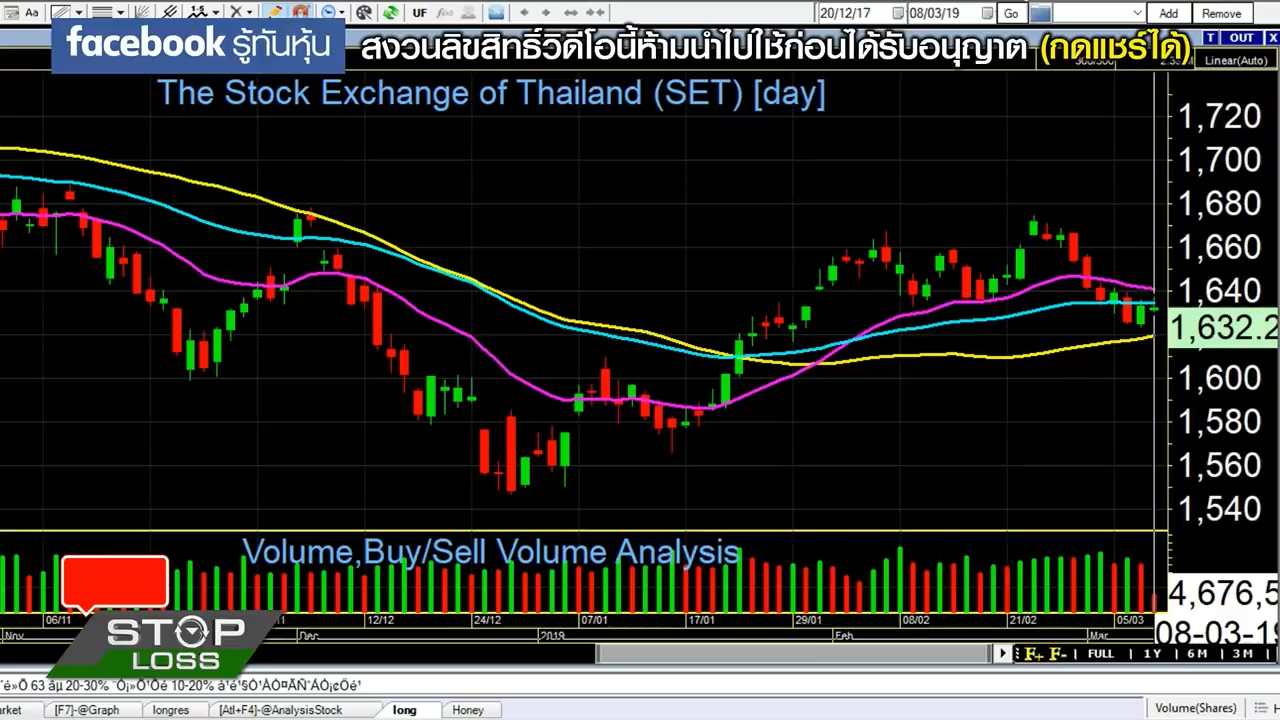 Aa
UF
20/12/17
08/03/19
Go
Add
Remove
facebook รู้ทันหุ้น
สงวนลิขสิทธิ์วิดีโอนี้ห้ามนำไปใช้ก่อนได้รับอนุญาต (กดแชร์ได้)
T OUT X
Linear(Auto)
The Stock Exchange of Thailand (SET) [day]
1,720
1,700
1,680
1,660
1,640
1,632.2
1,600
1,580
1,560
1,540
Volume,Buy/Sell Volume Analysis
4,676,5
06/11
12/12
24/12
07/01
17/01
29/01
08/02
21/02
05/03
08-03-19
Nov
Dec
2019
Feb
Mar
STOP
LOSS
F+ F- | FULL | 1Y | 6M | 3M |
[F7]-@Graph
longres
[Atl+F4]-@AnalysisStock
long
Honey
Volume(Shares)